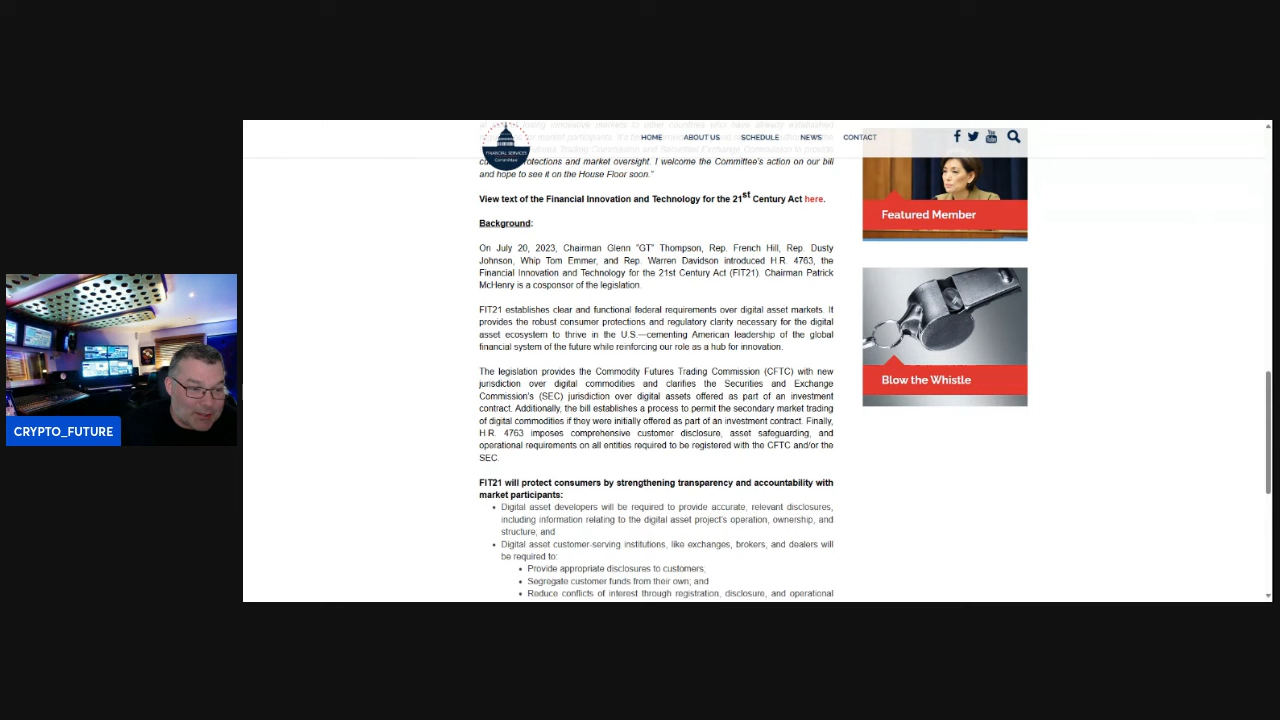 HOME ABOUT US SCHEDULE NEWS CONTACT
FINANCIAL SERVICES
Committee
protections and market oversight. I welcome the Committee's action on our bill
and hope to see it on the House Floor soon."
View text of the Financial Innovation and Technology for the 21st Century Act here.
Background:
On July 20, 2023, Chairman Glenn "GT" Thompson, Rep. French Hill, Rep. Dusty
Johnson, Whip Tom Emmer, and Rep. Warren Davidson introduced H.R. 4763, the
Financial Innovation and Technology for the 21st Century Act (FIT21). Chairman Patrick
McHenry is a cosponsor of the legislation.
FIT21 establishes clear and functional federal requirements over digital asset markets. It
provides the robust consumer protections and regulatory clarity necessary for the digital
asset ecosystem to thrive in the U.S.—cementing American leadership of the global
financial system of the future while reinforcing our role as a hub for innovation.
The legislation provides the Commodity Futures Trading Commission (CFTC) with new
jurisdiction over digital commodities and clarifies the Securities and Exchange
Commission's (SEC) jurisdiction over digital assets offered as part of an investment
contract. Additionally, the bill establishes a process to permit the secondary market trading
of digital commodities if they were initially offered as part of an investment contract. Finally,
H.R. 4763 imposes comprehensive customer disclosure, asset safeguarding, and
operational requirements on all entities required to be registered with the CFTC and/or the
SEC.
FIT21 will protect consumers by strengthening transparency and accountability with
market participants:
• Digital asset developers will be required to provide accurate, relevant disclosures,
including information relating to the digital asset project's operation, ownership, and
structure; and
• Digital asset customer-serving institutions, like exchanges, brokers, and dealers will
be required to:
• Provide appropriate disclosures to customers;
• Segregate customer funds from their own; and
• Reduce conflicts of interest through registration, disclosure, and operational
Featured Member
Blow the Whistle
CRYPTO_FUTURE